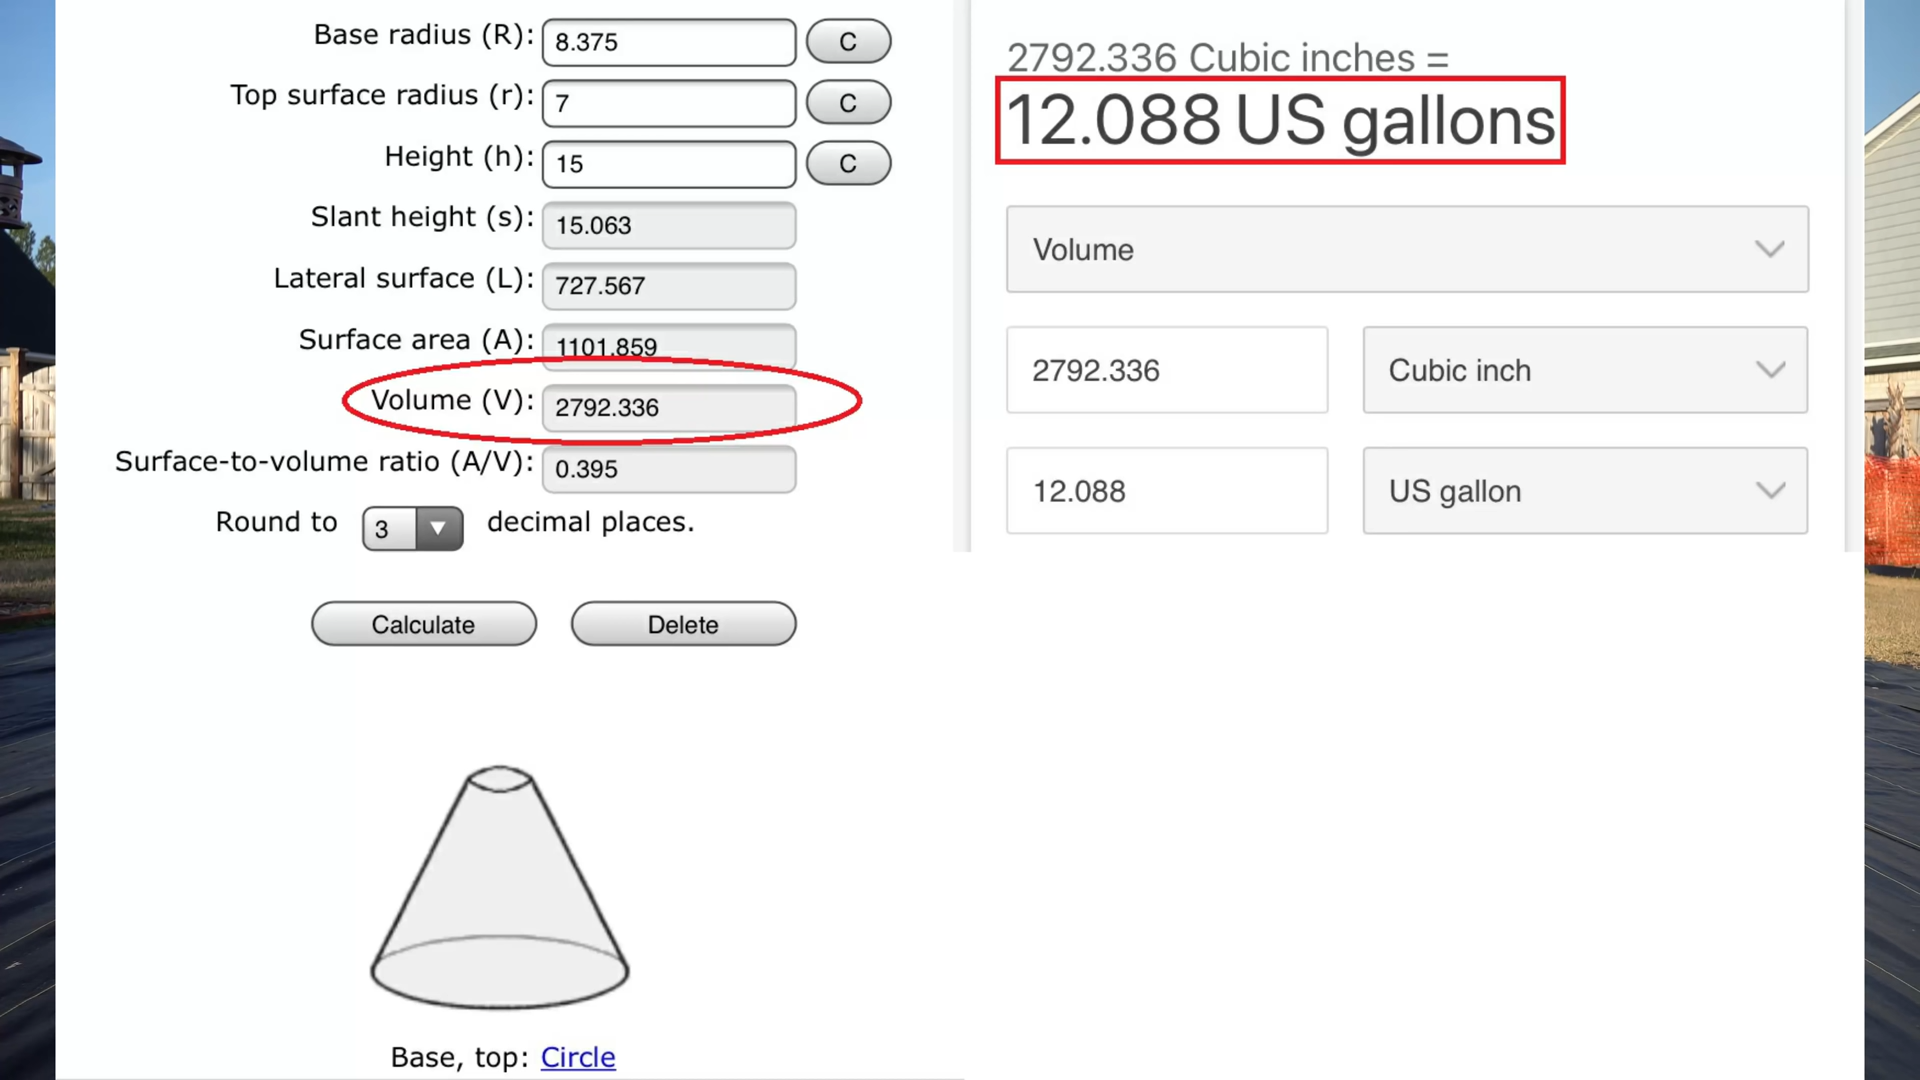 Base radius (R): 8.375 C
Top surface radius (r): 7 C
Height (h): 15 C
Slant height (s): 15.063
Lateral surface (L): 727.567
Surface area (A): 1101.859
Volume (V): 2792.336
Surface-to-volume ratio (A/V): 0.395
Round to 3 decimal places.
Calculate Delete
Base, top: Circle
2792.336 Cubic inches =
12.088 US gallons
Volume
2792.336 Cubic inch
12.088 US gallon